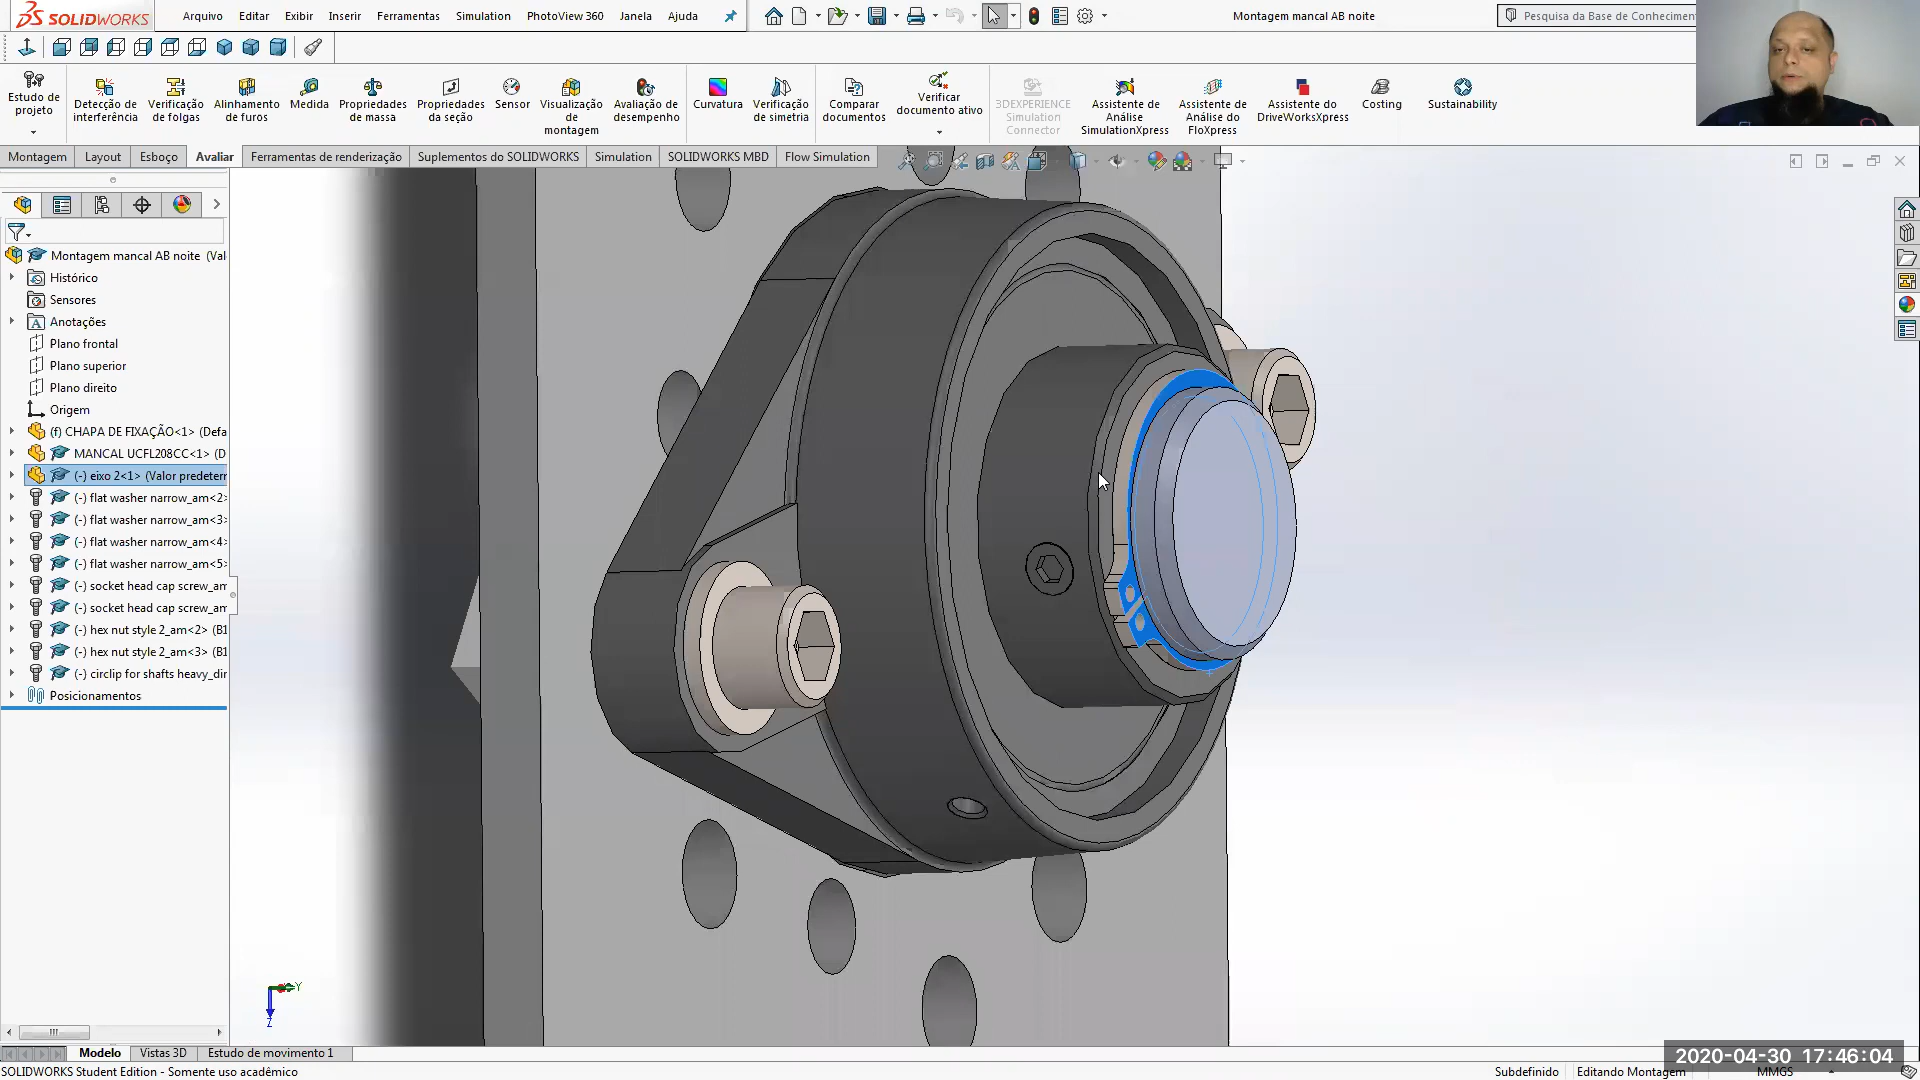 SOLIDWORKS
Arquivo Editar Exibir Inserir Ferramentas Simulation PhotoView 360 Janela Ajuda
Montagem mancal AB noite
Pesquisa da Base de Conhecimen
Estudo de projeto
Detecção de interferência
Verificação de folgas
Alinhamento de furos
Medida
Propriedades de massa
Propriedades da seção
Sensor
Visualização de montagem
Avaliação de desempenho
Curvatura
Verificação de simetria
Comparar documentos
Verificar documento ativo
3DEXPERIENCE Simulation Connector
Assistente de Análise SimulationXpress
Assistente de Análise do FloXpress
Assistente do DriveWorksXpress
Costing
Sustainability
Montagem Layout Esboço Avaliar Ferramentas de renderização Suplementos do SOLIDWORKS Simulation SOLIDWORKS MBD Flow Simulation
Montagem mancal AB noite (Val
Histórico
Sensores
Anotações
Plano frontal
Plano superior
Plano direito
Origem
(f) CHAPA DE FIXAÇÃO<1> (Defa
MANCAL UCFL208CC<1> (D
(-) eixo 2<1> (Valor predeterr
(-) flat washer narrow_am<2>
(-) flat washer narrow_am<3>
(-) flat washer narrow_am<4>
(-) flat washer narrow_am<5>
(-) socket head cap screw_am
(-) socket head cap screw_am
(-) hex nut style 2_am<2> (B1
(-) hex nut style 2_am<3> (B1
(-) circlip for shafts heavy_dir
Posicionamentos
Y
Z
Modelo Vistas 3D Estudo de movimento 1
2020-04-30 17:46:04
SOLIDWORKS Student Edition - Somente uso acadêmico
Subdefinido Editando Montagem MMGS